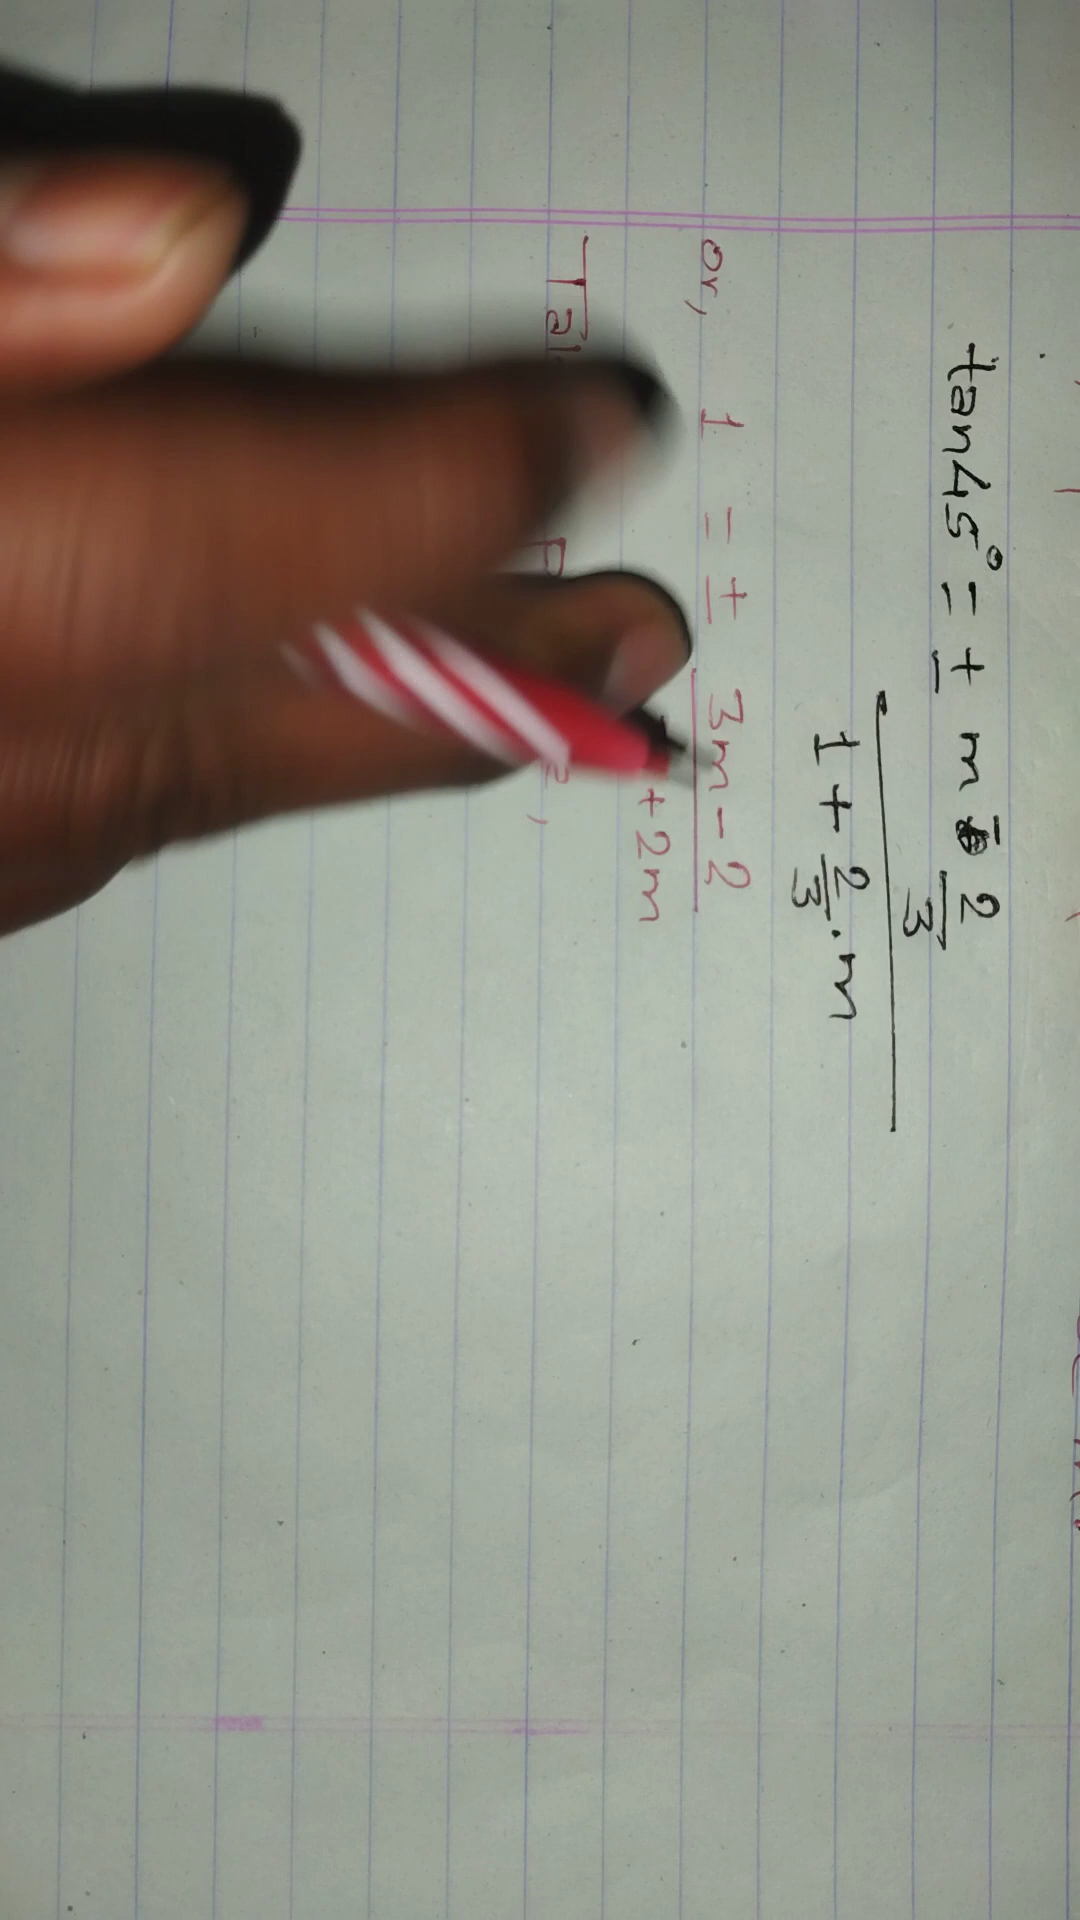 tan45° = ± m - 2/3
1 + 2/3 . m
or, 1 = ± 3m - 2
+ 2m